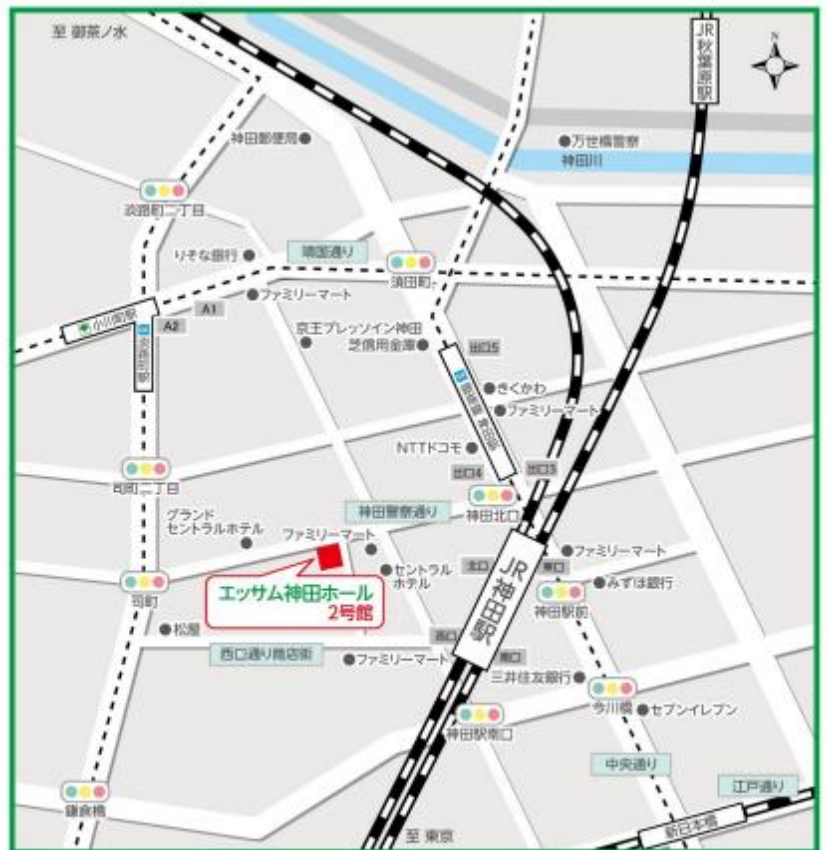 至 御茶ノ水
JR秋葉原駅
N
神田郵便局
万世橋警察
神田川
淡路町二丁目
りそな銀行
靖国通り
須田町
ファミリーマート
小川町駅
A1
A2
京王プレッソイン神田
芝信用金庫
出口5
きくかわ
ファミリーマート
NTTドコモ
出口4
出口3
司町二丁目
神田北口
神田警察通り
グランド
セントラルホテル
ファミリーマート
セントラル
ホテル
エッサム神田ホール
2号館
司町
北口
東口
JR神田駅
ファミリーマート
みずほ銀行
神田駅前
松屋
西口
南口
西口通り商店街
ファミリーマート
三井住友銀行
今川橋
セブンイレブン
神田駅南口
中央通り
江戸通り
鎌倉橋
至 東京
新日本橋